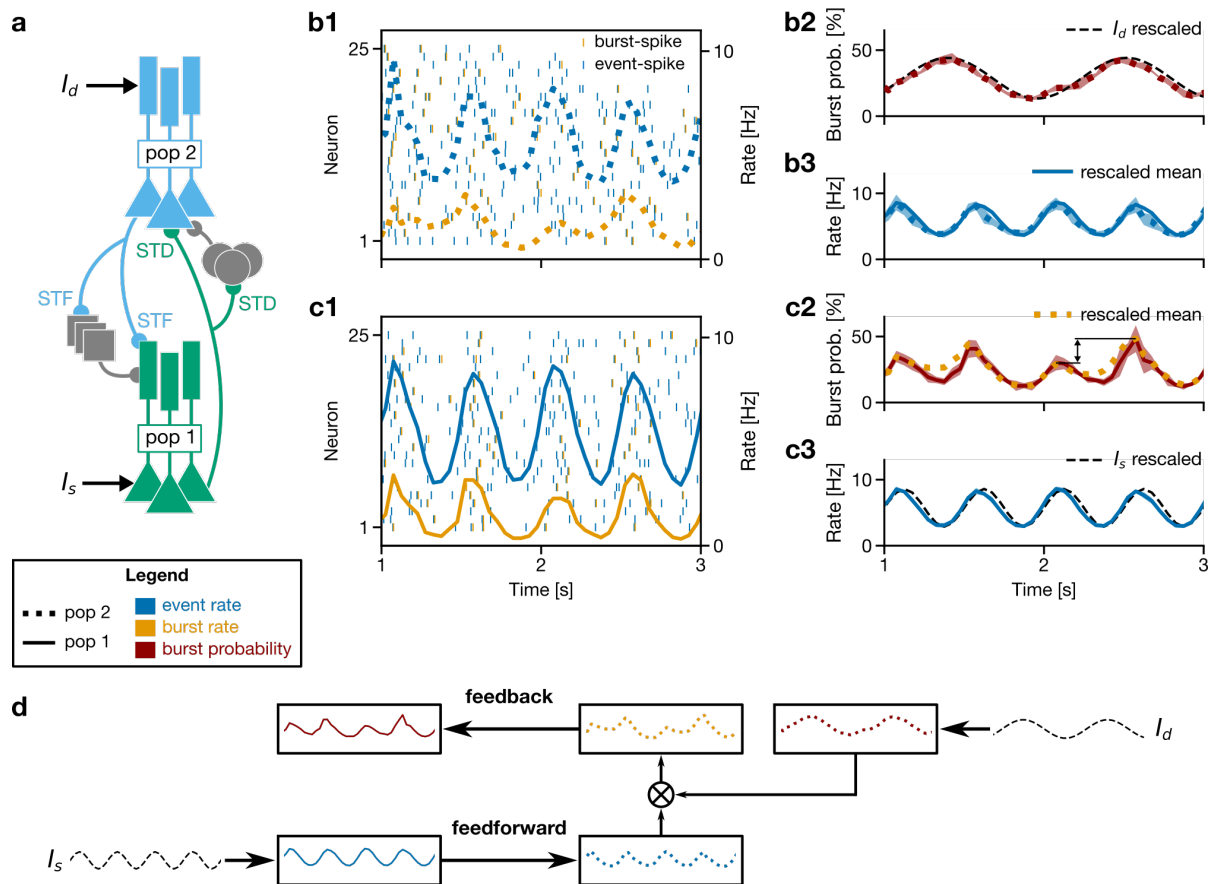 a
I_d
pop 2
STD
STF
STD
STF
pop 1
I_s
Legend
pop 2
pop 1
event rate
burst rate
burst probability
b1
burst-spike
event-spike
25
1
Neuron
10
0
Rate [Hz]
2
c1
25
1
Neuron
10
0
Rate [Hz]
1
2
3
Time [s]
b2
I_d rescaled
50
0
Burst prob. [%]
b3
rescaled mean
10
0
Rate [Hz]
c2
rescaled mean
50
0
Burst prob. [%]
c3
I_s rescaled
10
0
Rate [Hz]
1
2
3
Time [s]
d
feedback
I_d
feedforward
I_s